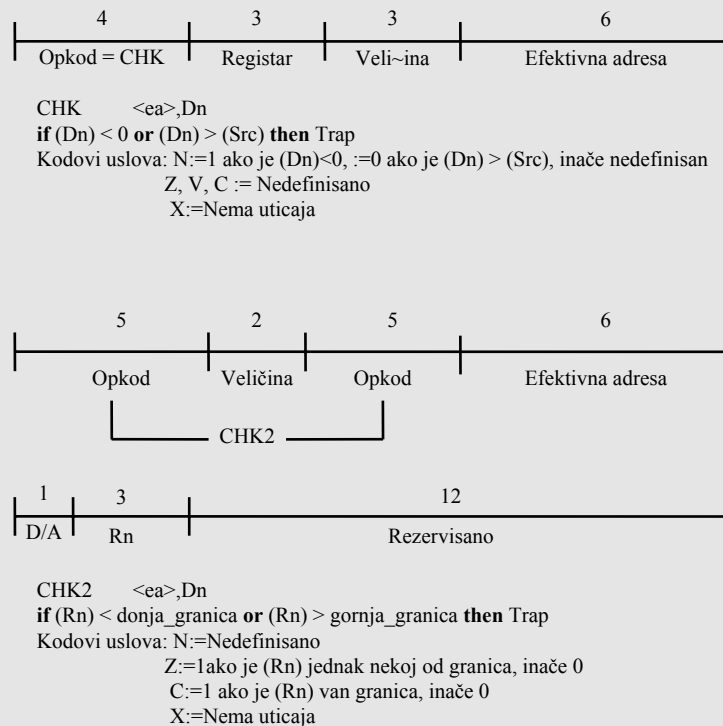 4 3 3 6
Opkod = CHK Registar Veli~ina Efektivna adresa
CHK <ea>,Dn
if (Dn) < 0 or (Dn) > (Src) then Trap
Kodovi uslova: N:=1 ako je (Dn)<0, :=0 ako je (Dn) > (Src), inače nedefinisan
Z, V, C := Nedefinisano
X:=Nema uticaja
5 2 5 6
Opkod Veličina Opkod Efektivna adresa
CHK2
1 3 12
D/A Rn Rezervisano
CHK2 <ea>,Dn
if (Rn) < donja_granica or (Rn) > gornja_granica then Trap
Kodovi uslova: N:=Nedefinisano
Z:=1ako je (Rn) jednak nekoj od granica, inače 0
C:=1 ako je (Rn) van granica, inače 0
X:=Nema uticaja